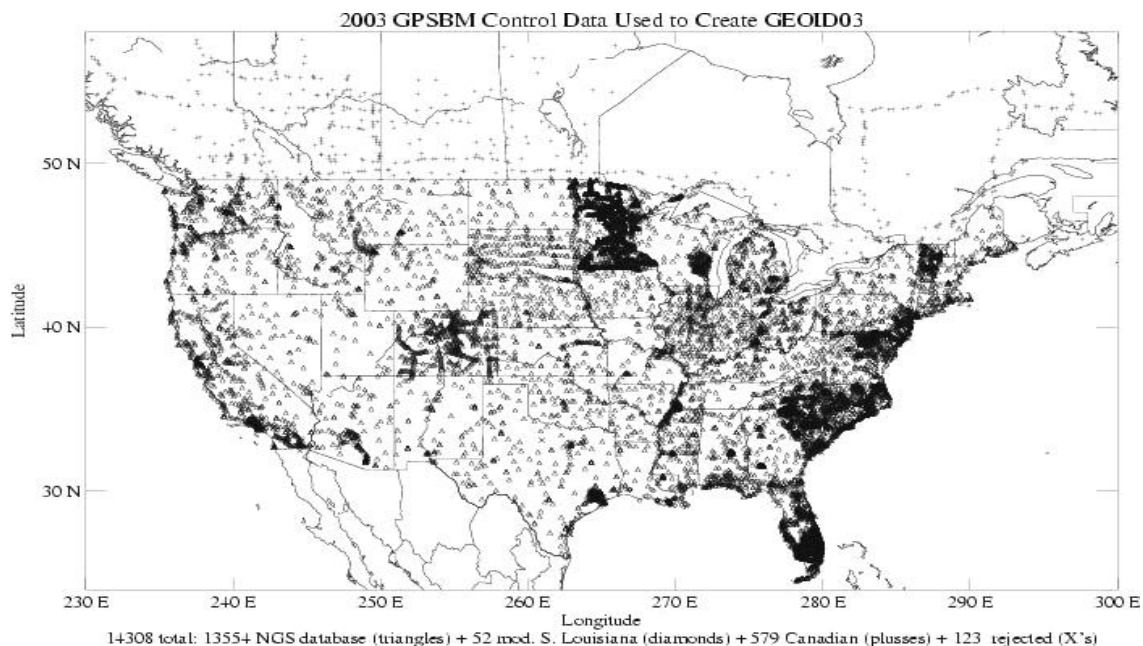 2003 GPSBM Control Data Used to Create GEOID03
50 N
40 N
30 N
Latitude
230 E 240 E 250 E 260 E 270 E 280 E 290 E 300 E
Longitude
14308 total: 13554 NGS database (triangles) + 52 mod. S. Louisiana (diamonds) + 579 Canadian (plusses) + 123 rejected (X's)